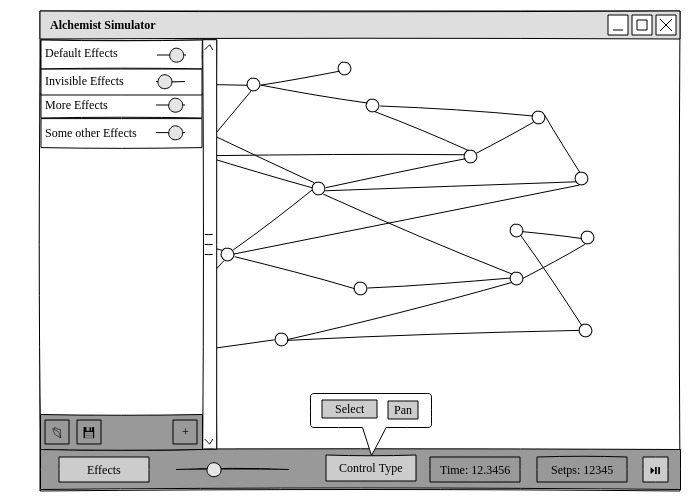 Alchemist Simulator
Default Effects
Invisible Effects
More Effects
Some other Effects
+
Select Pan
Effects Control Type Time: 12.3456 Setps: 12345